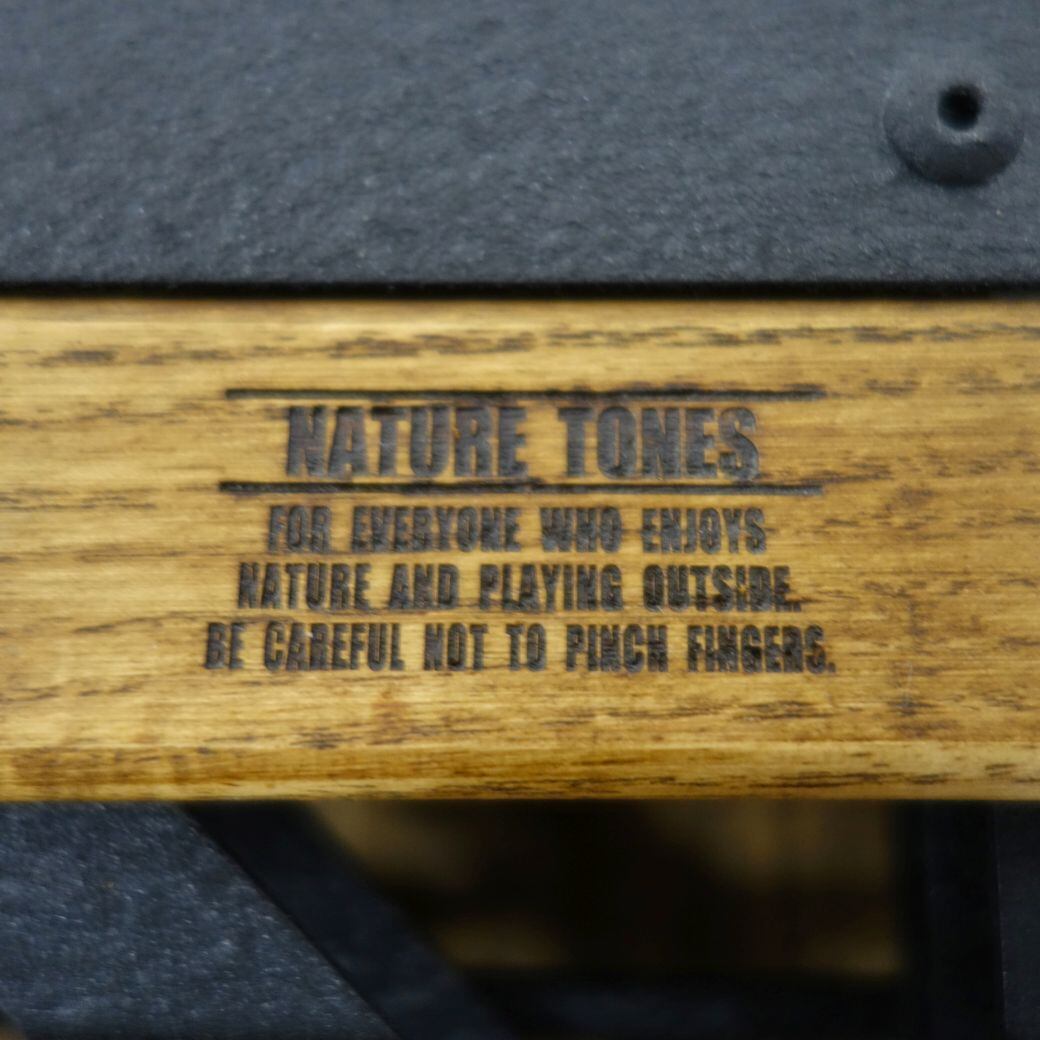 NATURE TONES
FOR EVERYONE WHO ENJOYS
NATURE AND PLAYING OUTSIDE.
BE CAREFUL NOT TO PINCH FINGERS.